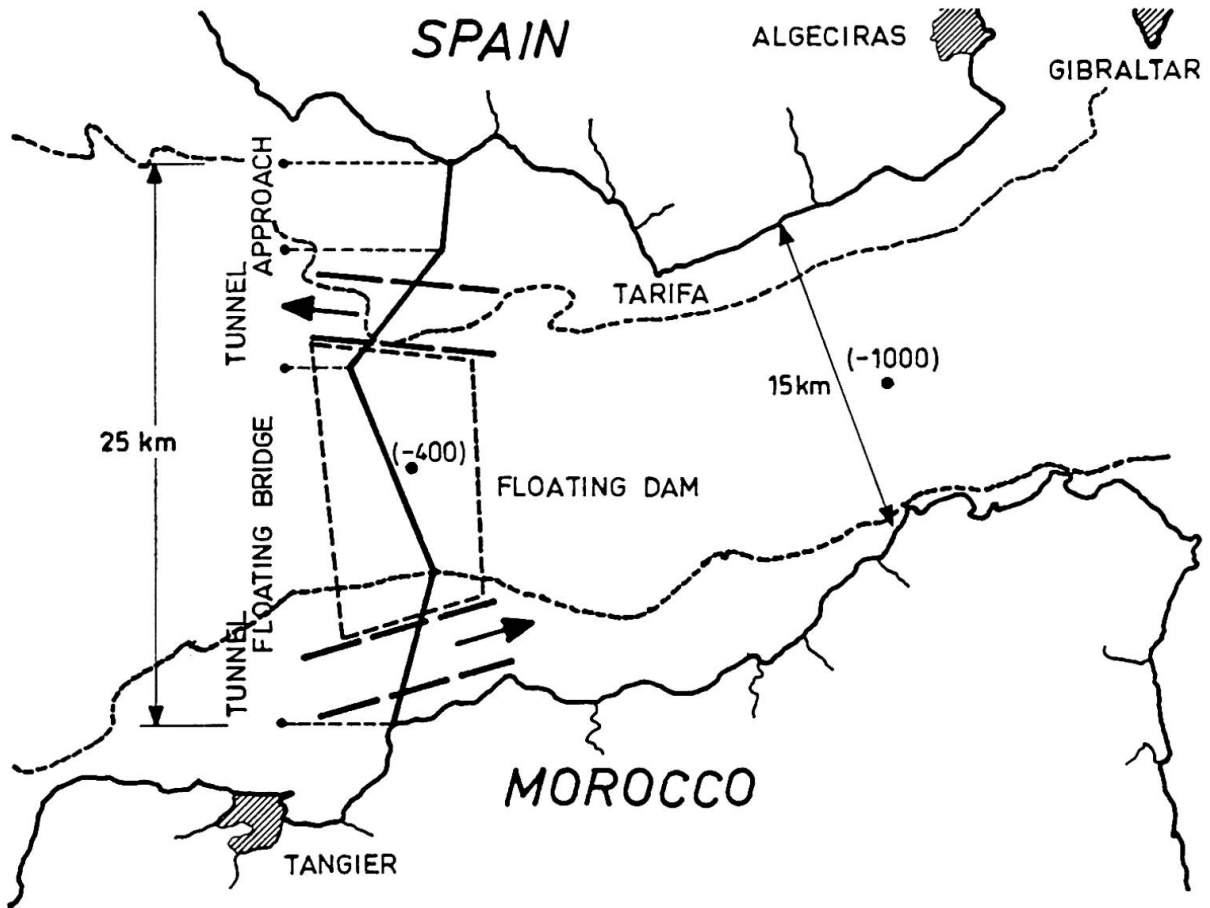 SPAIN
ALGECIRAS
GIBRALTAR
APPROACH
TUNNEL
TARIFA
(-1000)
15km
25 km
(-400)
FLOATING DAM
FLOATING BRIDGE
TUNNEL
MOROCCO
TANGIER